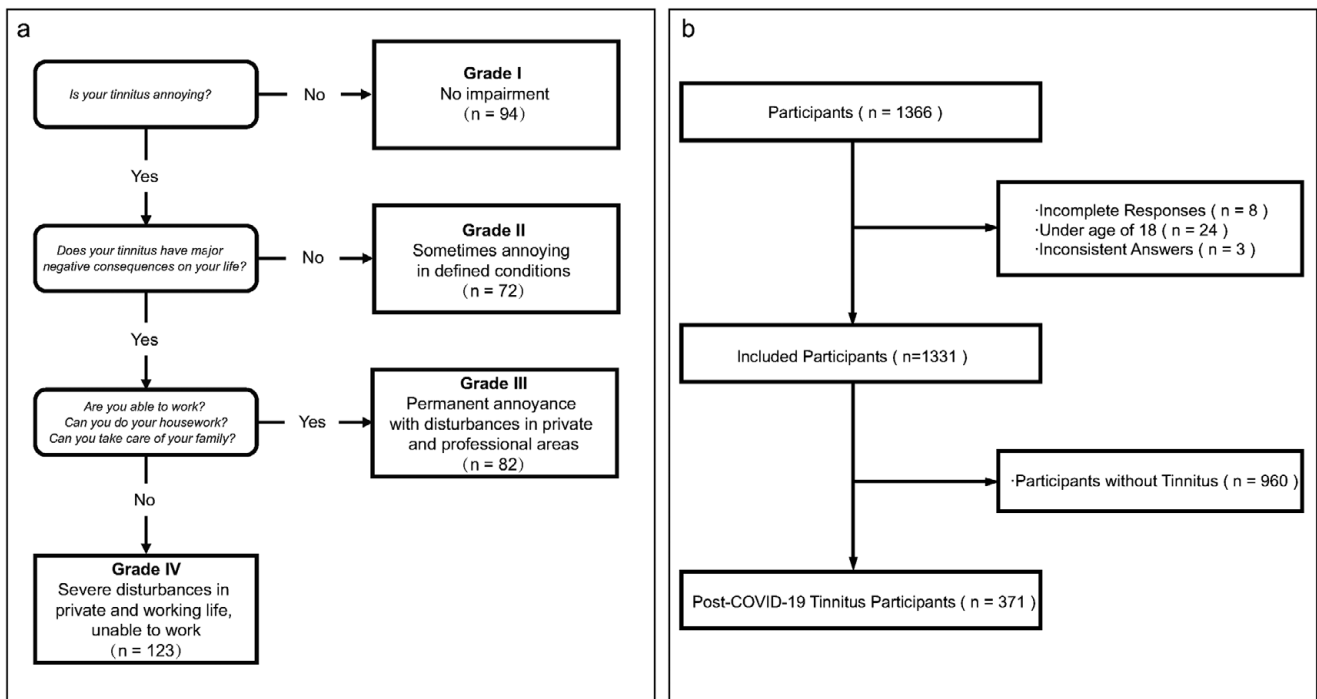 a
Is your tinnitus annoying?
No
Grade I
No impairment
(n = 94)
Yes
Does your tinnitus have major
negative consequences on your life?
No
Grade II
Sometimes annoying
in defined conditions
(n = 72)
Yes
Are you able to work?
Can you do your housework?
Can you take care of your family?
Yes
Grade III
Permanent annoyance
with disturbances in private
and professional areas
(n = 82)
No
Grade IV
Severe disturbances in
private and working life,
unable to work
(n = 123)
b
Participants ( n = 1366 )
·Incomplete Responses ( n = 8 )
·Under age of 18 ( n = 24 )
·Inconsistent Answers ( n = 3 )
Included Participants ( n=1331 )
·Participants without Tinnitus ( n = 960 )
Post-COVID-19 Tinnitus Participants ( n = 371 )